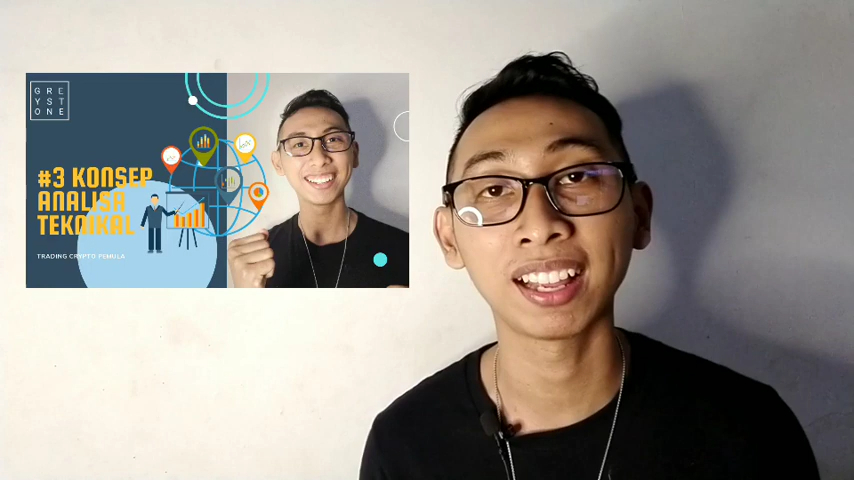 GRE
YST
ONE
#3 KONSEP
ANALISA
TEKNIKAL
TRADING CRYPTO PEMULA